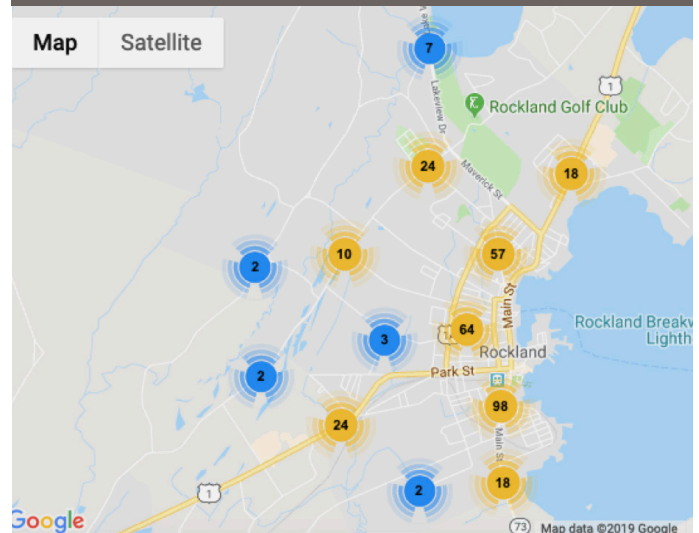 Map Satellite
7
1
Lakeview Dr
Rockland Golf Club
24
18
Maverick St
10
57
2
Main St
64
1A
Rockland Breakw
Lighth
3
Rockland
Park St
2
98
24
Main St
18
2
1
Google
73
Map data ©2019 Google